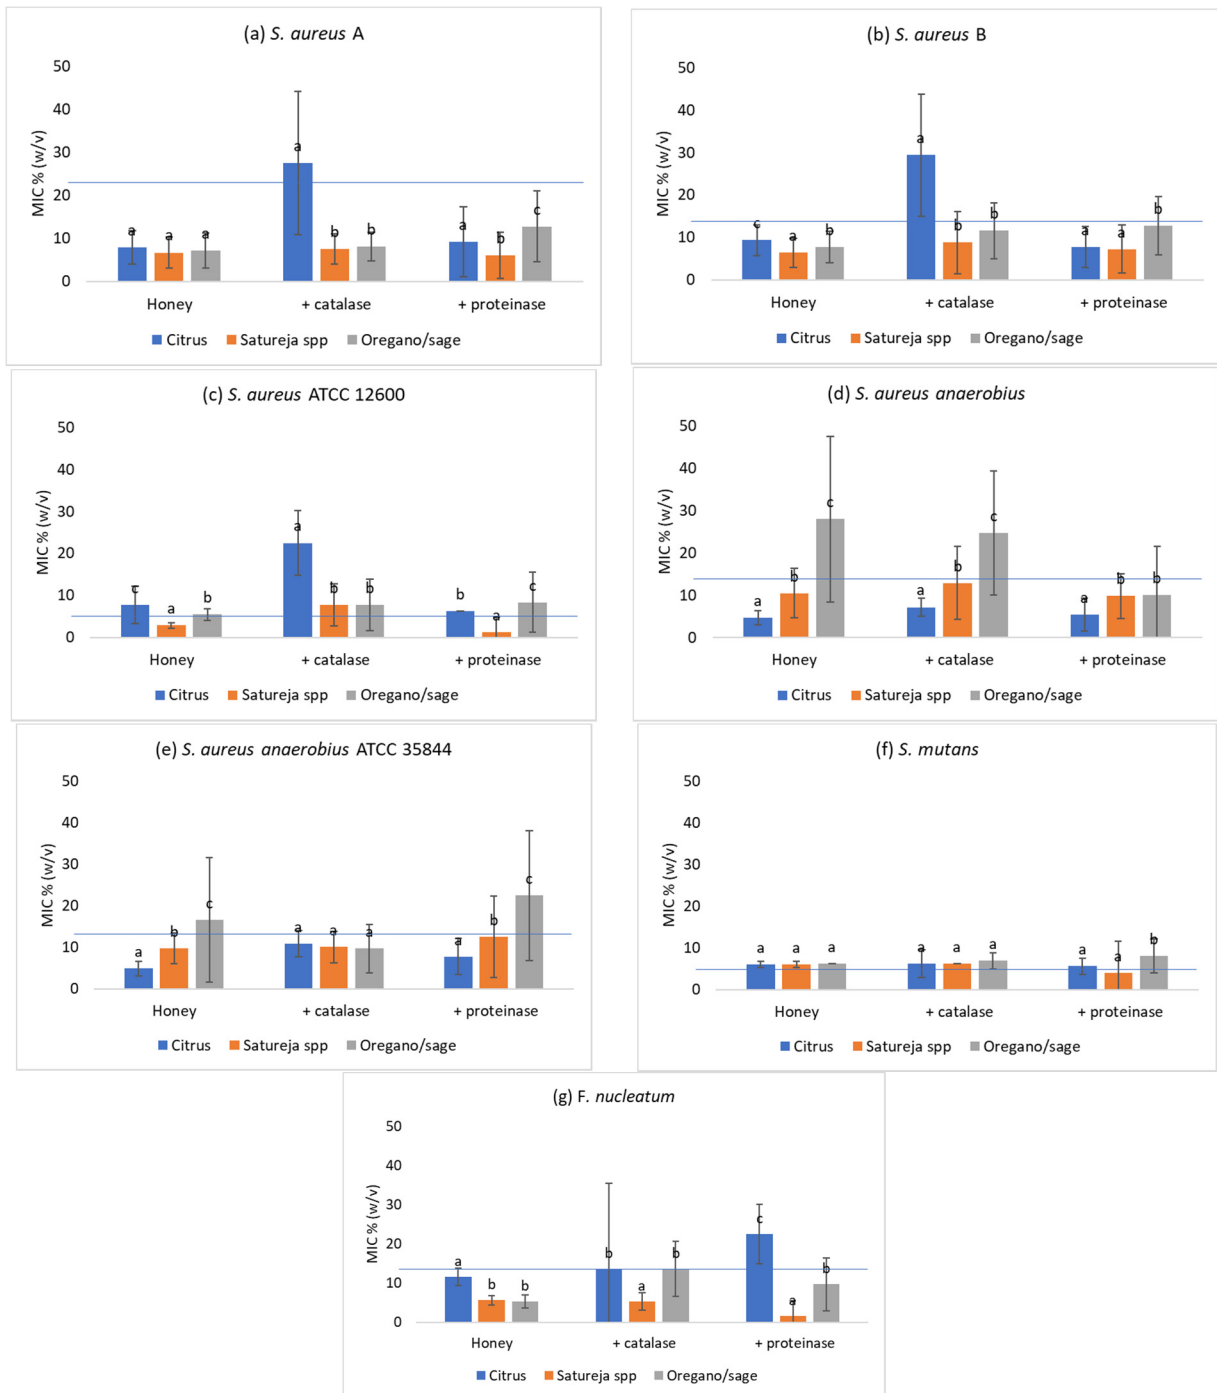 (a) S. aureus A
MIC % (w/v)
50
40
30
20
10
0
a a a
a b b
a b c
Honey + catalase + proteinase
Citrus Satureja spp Oregano/sage
(b) S. aureus B
MIC % (w/v)
50
40
30
20
10
0
c a b
a b b
a a b
Honey + catalase + proteinase
Citrus Satureja spp Oregano/sage
(c) S. aureus ATCC 12600
MIC % (w/v)
50
40
30
20
10
0
c a b
a b b
b a c
Honey + catalase + proteinase
Citrus Satureja spp Oregano/sage
(d) S. aureus anaerobius
MIC % (w/v)
50
40
30
20
10
0
a b c
a b c
a b b
Honey + catalase + proteinase
Citrus Satureja spp Oregano/sage
(e) S. aureus anaerobius ATCC 35844
MIC % (w/v)
50
40
30
20
10
0
a b c
a a a
a b c
Honey + catalase + proteinase
Citrus Satureja spp Oregano/sage
(f) S. mutans
MIC % (w/v)
50
40
30
20
10
0
a a a
a a a
a a b
Honey + catalase + proteinase
Citrus Satureja spp Oregano/sage
(g) F. nucleatum
MIC % (w/v)
50
40
30
20
10
0
a b b
b a b
c a b
Honey + catalase + proteinase
Citrus Satureja spp Oregano/sage